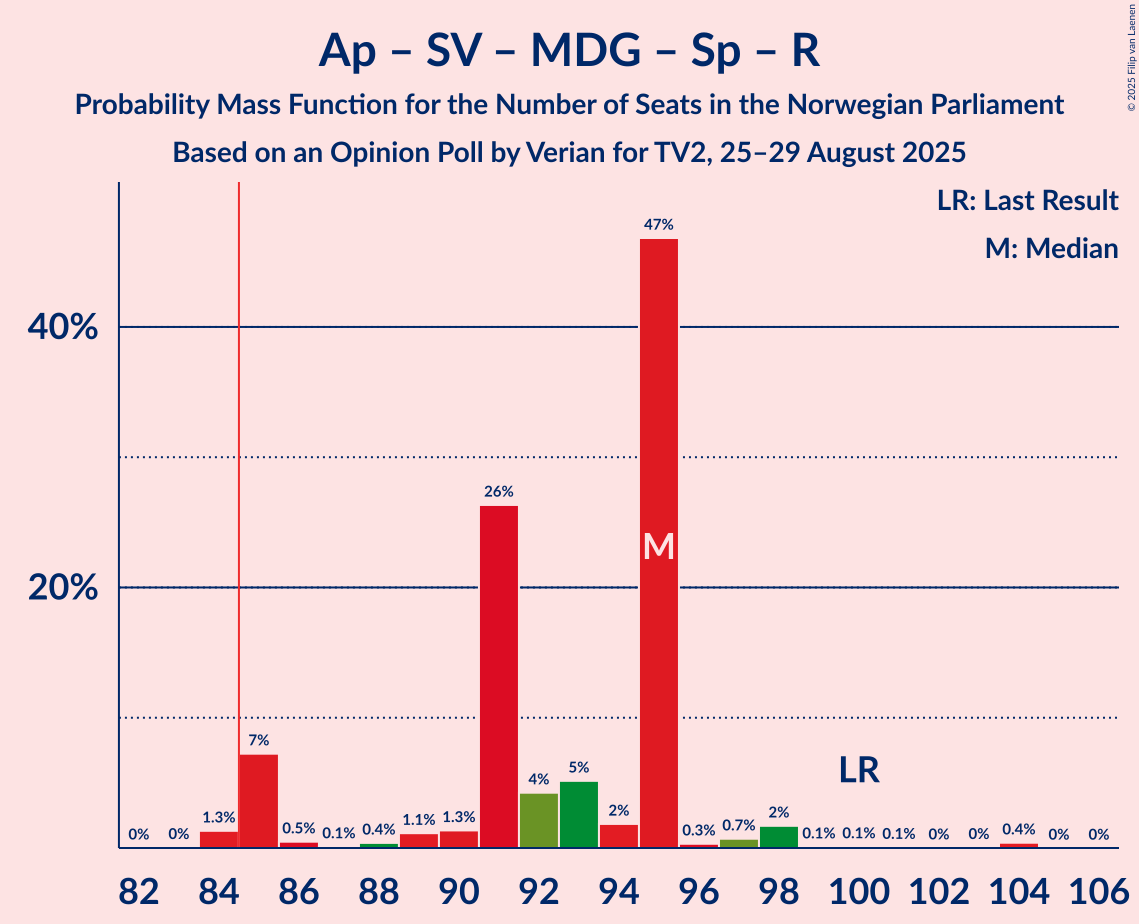 Ap – SV – MDG – Sp – R
Probability Mass Function for the Number of Seats in the Norwegian Parliament
Based on an Opinion Poll by Verian for TV2, 25–29 August 2025
© 2025 Filip van Laenen
LR: Last Result
M: Median
40%
20%
0% 0% 1.3% 7% 0.5% 0.1% 0.4% 1.1% 1.3% 26% 4% 5% 2% 47% 0.3% 0.7% 2% 0.1% 0.1% 0.1% 0% 0% 0.4% 0% 0%
M
LR
82 84 86 88 90 92 94 96 98 100 102 104 106